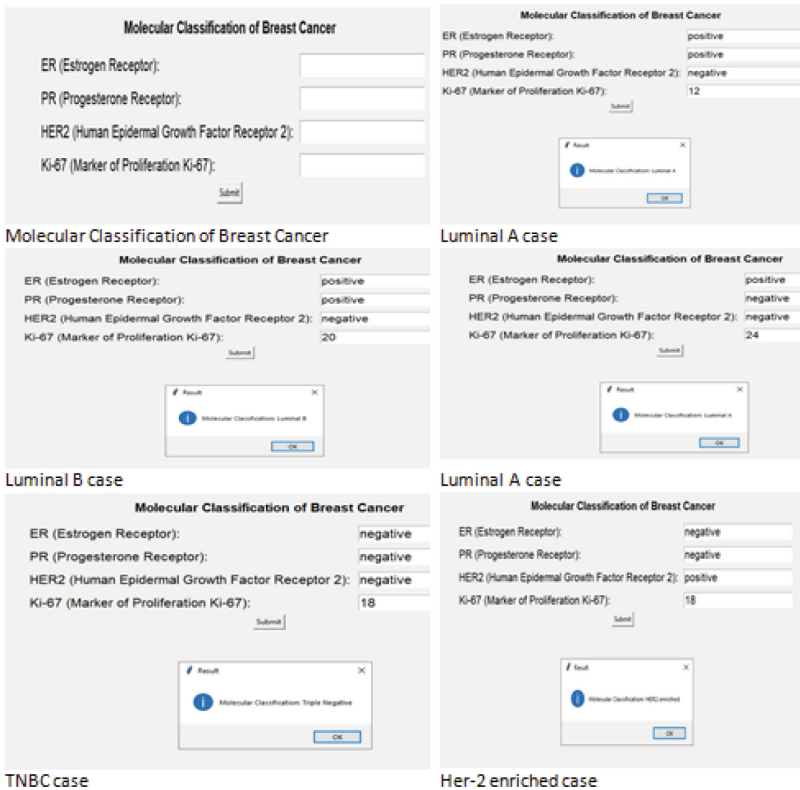 Molecular Classification of Breast Cancer
ER (Estrogen Receptor):
PR (Progesterone Receptor):
HER2 (Human Epidermal Growth Factor Receptor 2):
Ki-67 (Marker of Proliferation Ki-67):
Submit
Molecular Classification of Breast Cancer
Molecular Classification of Breast Cancer
ER (Estrogen Receptor): positive
PR (Progesterone Receptor): positive
HER2 (Human Epidermal Growth Factor Receptor 2): negative
Ki-67 (Marker of Proliferation Ki-67): 12
Submit
Result
Molecular Classification: Luminal A
OK
Luminal A case
Molecular Classification of Breast Cancer
ER (Estrogen Receptor): positive
PR (Progesterone Receptor): positive
HER2 (Human Epidermal Growth Factor Receptor 2): negative
Ki-67 (Marker of Proliferation Ki-67): 20
Submit
Result
Molecular Classification: Luminal B
OK
Luminal B case
Molecular Classification of Breast Cancer
ER (Estrogen Receptor): positive
PR (Progesterone Receptor): negative
HER2 (Human Epidermal Growth Factor Receptor 2): negative
Ki-67 (Marker of Proliferation Ki-67): 24
Submit
Result
Molecular Classification: Luminal A
OK
Luminal A case
Molecular Classification of Breast Cancer
ER (Estrogen Receptor): negative
PR (Progesterone Receptor): negative
HER2 (Human Epidermal Growth Factor Receptor 2): negative
Ki-67 (Marker of Proliferation Ki-67): 18
Submit
Result
Molecular Classification: Triple Negative
OK
TNBC case
Molecular Classification of Breast Cancer
ER (Estrogen Receptor): negative
PR (Progesterone Receptor): negative
HER2 (Human Epidermal Growth Factor Receptor 2): positive
Ki-67 (Marker of Proliferation Ki-67): 18
Submit
Result
Molecular Classification: HER2 enriched
OK
Her-2 enriched case